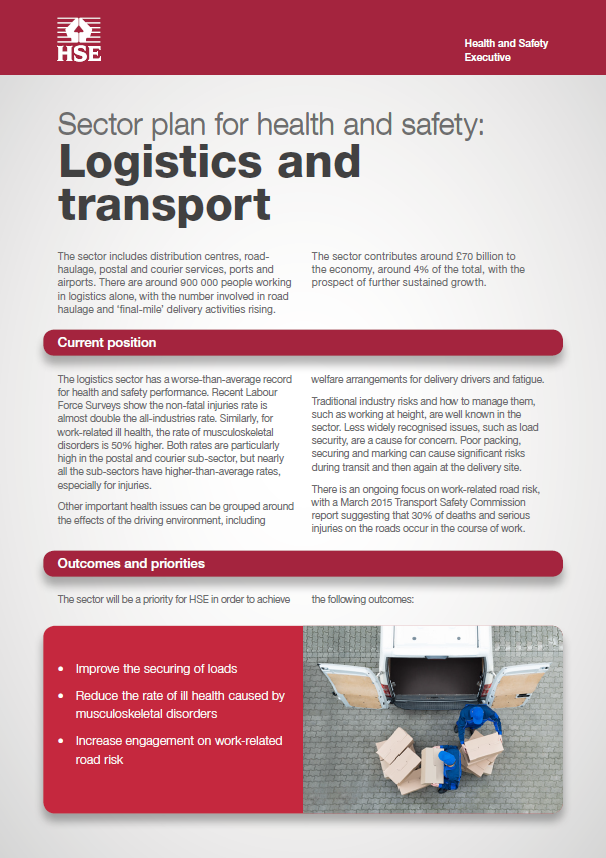 HSE
Health and Safety
Executive
Sector plan for health and safety:
Logistics and
transport
The sector includes distribution centres, road-
haulage, postal and courier services, ports and
airports. There are around 900 000 people working
in logistics alone, with the number involved in road
haulage and ‘final-mile’ delivery activities rising.
The sector contributes around £70 billion to
the economy, around 4% of the total, with the
prospect of further sustained growth.
Current position
The logistics sector has a worse-than-average record
for health and safety performance. Recent Labour
Force Surveys show the non-fatal injuries rate is
almost double the all-industries rate. Similarly, for
work-related ill health, the rate of musculoskeletal
disorders is 50% higher. Both rates are particularly
high in the postal and courier sub-sector, but nearly
all the sub-sectors have higher-than-average rates,
especially for injuries.
Other important health issues can be grouped around
the effects of the driving environment, including
welfare arrangements for delivery drivers and fatigue.
Traditional industry risks and how to manage them,
such as working at height, are well known in the
sector. Less widely recognised issues, such as load
security, are a cause for concern. Poor packing,
securing and marking can cause significant risks
during transit and then again at the delivery site.
There is an ongoing focus on work-related road risk,
with a March 2015 Transport Safety Commission
report suggesting that 30% of deaths and serious
injuries on the roads occur in the course of work.
Outcomes and priorities
The sector will be a priority for HSE in order to achieve
the following outcomes:
• Improve the securing of loads
• Reduce the rate of ill health caused by
musculoskeletal disorders
• Increase engagement on work-related
road risk